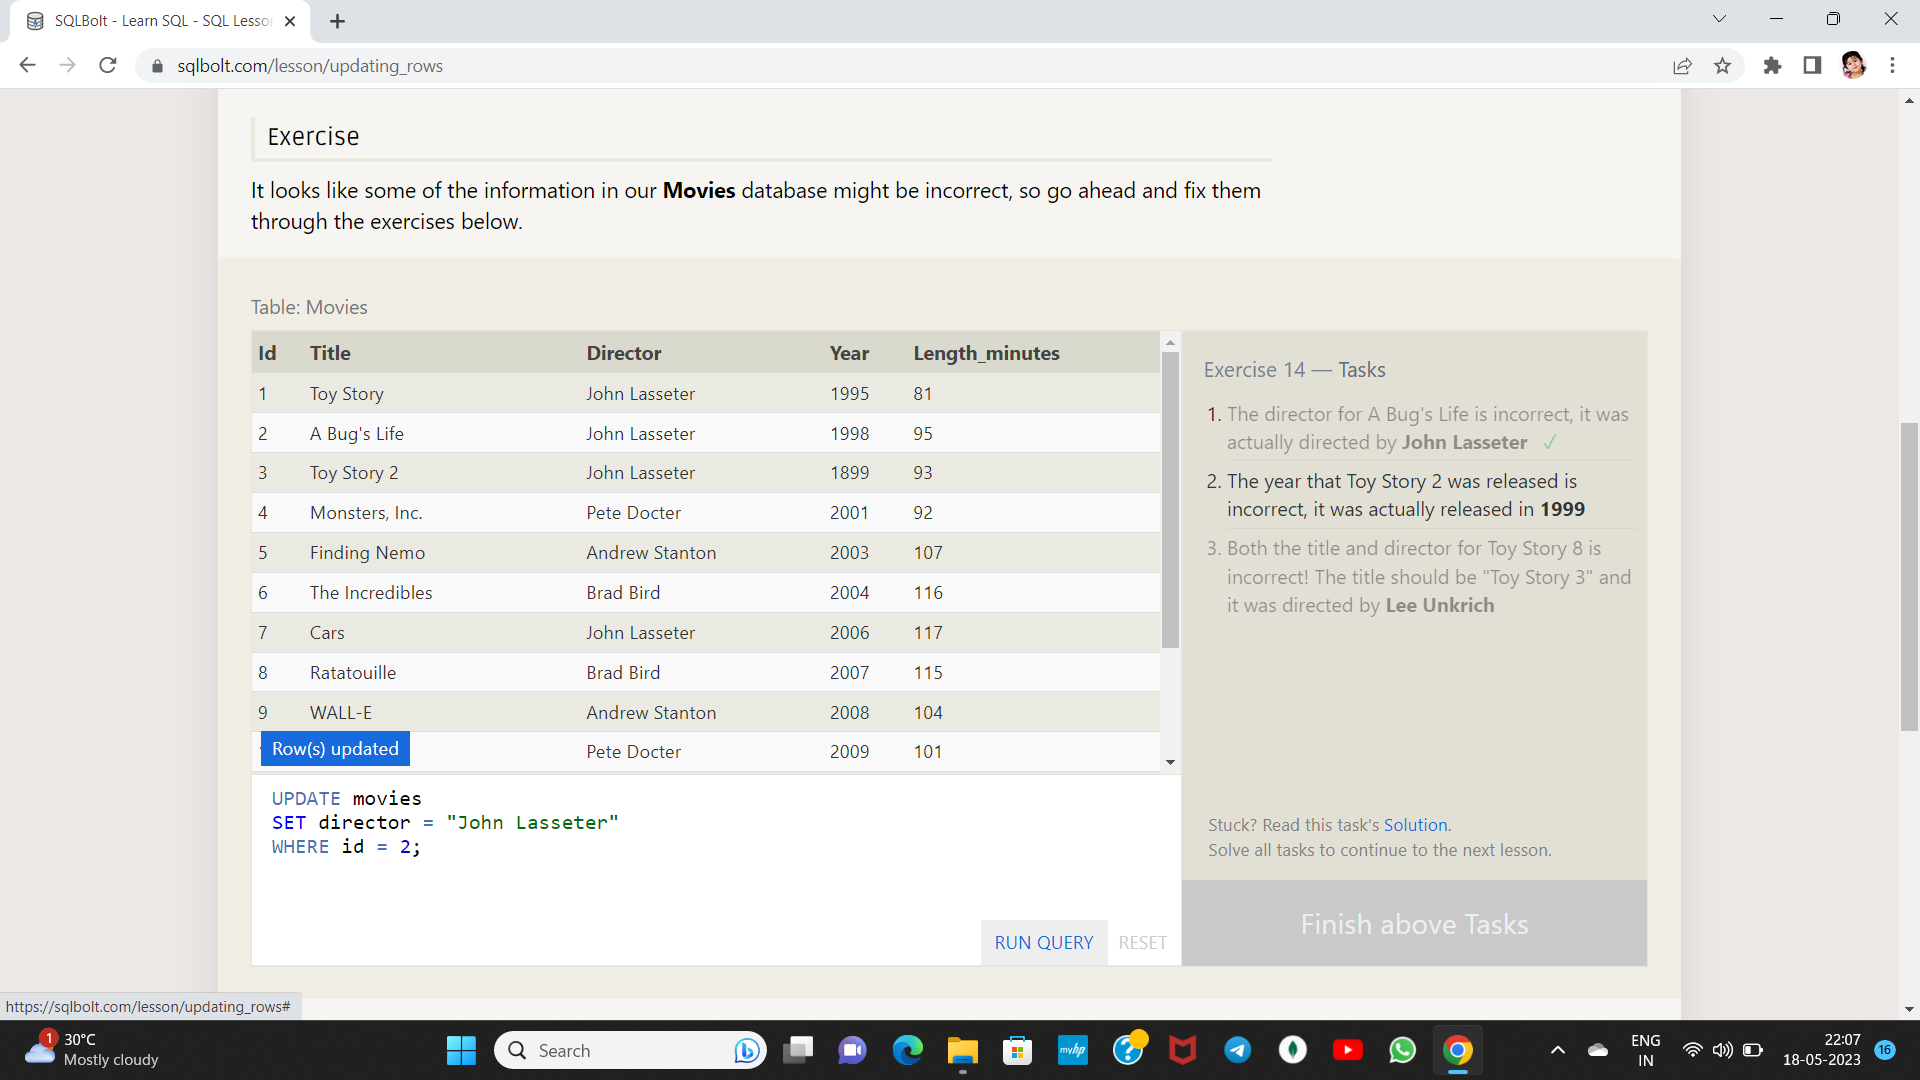 SQLBolt - Learn SQL - SQL Lesso
sqlbolt.com/lesson/updating_rows
Exercise
It looks like some of the information in our Movies database might be incorrect, so go ahead and fix them
through the exercises below.
Table: Movies
Id Title Director Year Length_minutes
1 Toy Story John Lasseter 1995 81
2 A Bug's Life John Lasseter 1998 95
3 Toy Story 2 John Lasseter 1899 93
4 Monsters, Inc. Pete Docter 2001 92
5 Finding Nemo Andrew Stanton 2003 107
6 The Incredibles Brad Bird 2004 116
7 Cars John Lasseter 2006 117
8 Ratatouille Brad Bird 2007 115
9 WALL-E Andrew Stanton 2008 104
Pete Docter 2009 101
Row(s) updated
UPDATE movies
SET director = "John Lasseter"
WHERE id = 2;
RUN QUERY RESET
Exercise 14 — Tasks
1. The director for A Bug's Life is incorrect, it was
actually directed by John Lasseter ✓
2. The year that Toy Story 2 was released is
incorrect, it was actually released in 1999
3. Both the title and director for Toy Story 8 is
incorrect! The title should be "Toy Story 3" and
it was directed by Lee Unkrich
Stuck? Read this task's Solution.
Solve all tasks to continue to the next lesson.
Finish above Tasks
https://sqlbolt.com/lesson/updating_rows#
1
30°C
Mostly cloudy
Search
myhp
ENG
IN
22:07
18-05-2023
16